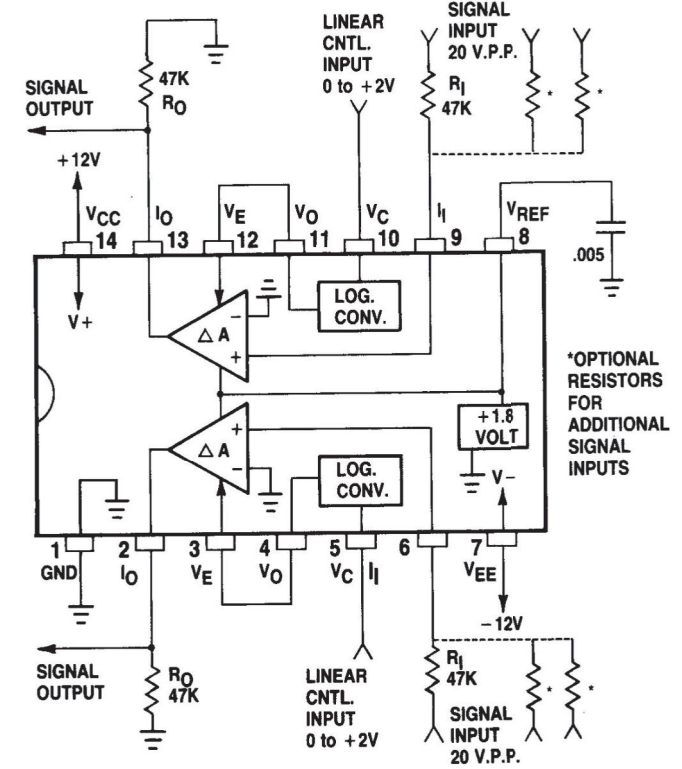 SIGNAL
INPUT
20 V.P.P.
LINEAR
CNTL.
INPUT
0 to +2V
47K
RO
SIGNAL
OUTPUT
RI
47K
*
*
+12V
VCC
IO
VE
VO
VC
II
VREF
14
13
12
11
10
9
8
.005
V+
LOG.
CONV.
△ A
−
+
*OPTIONAL
RESISTORS
FOR
ADDITIONAL
SIGNAL
INPUTS
+1.8
VOLT
△ A
+
−
LOG.
CONV.
V−
1
2
3
4
5
6
7
GND
IO
VE
VO
VC
II
VEE
−12V
SIGNAL
OUTPUT
RO
47K
LINEAR
CNTL.
INPUT
0 to +2V
RI
47K
*
*
SIGNAL
INPUT
20 V.P.P.